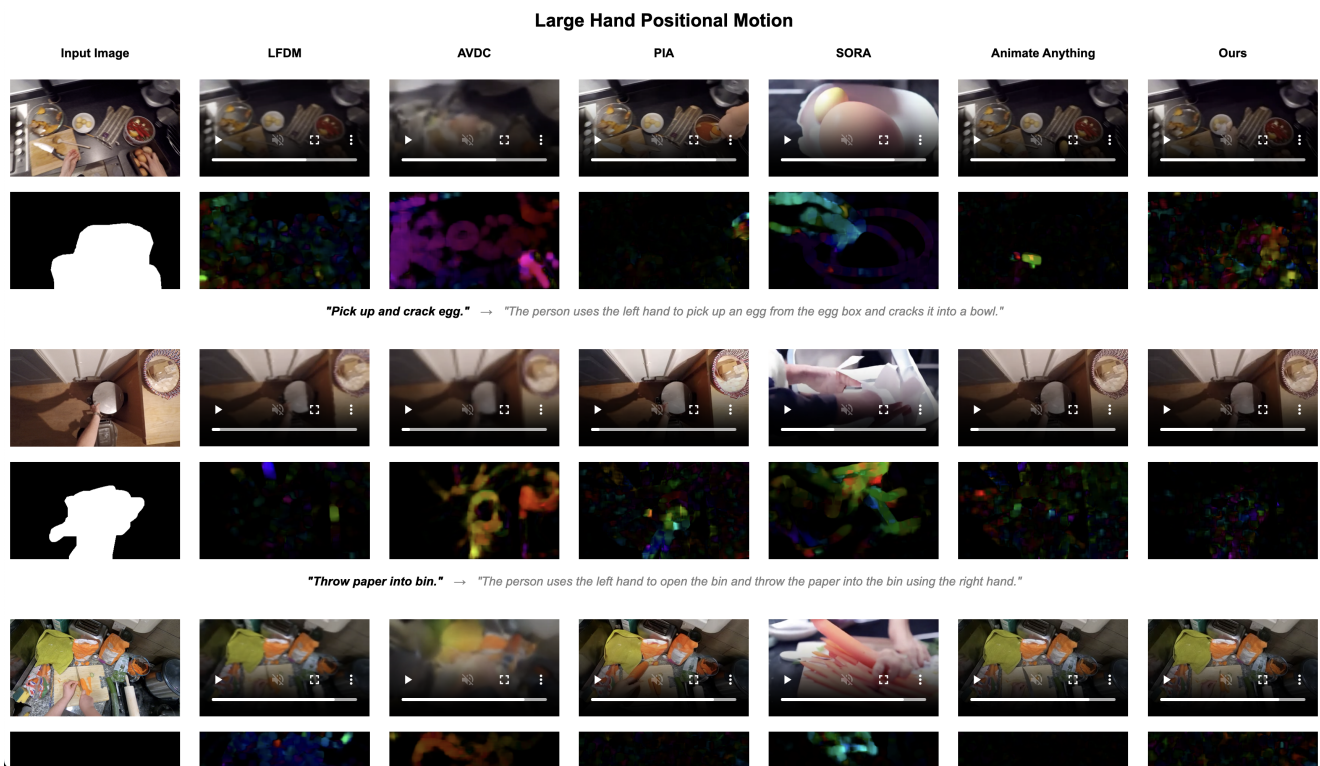 Large Hand Positional Motion
Input Image LFDM AVDC PIA SORA Animate Anything Ours
"Pick up and crack egg." → "The person uses the left hand to pick up an egg from the egg box and cracks it into a bowl."
"Throw paper into bin." → "The person uses the left hand to open the bin and throw the paper into the bin using the right hand."